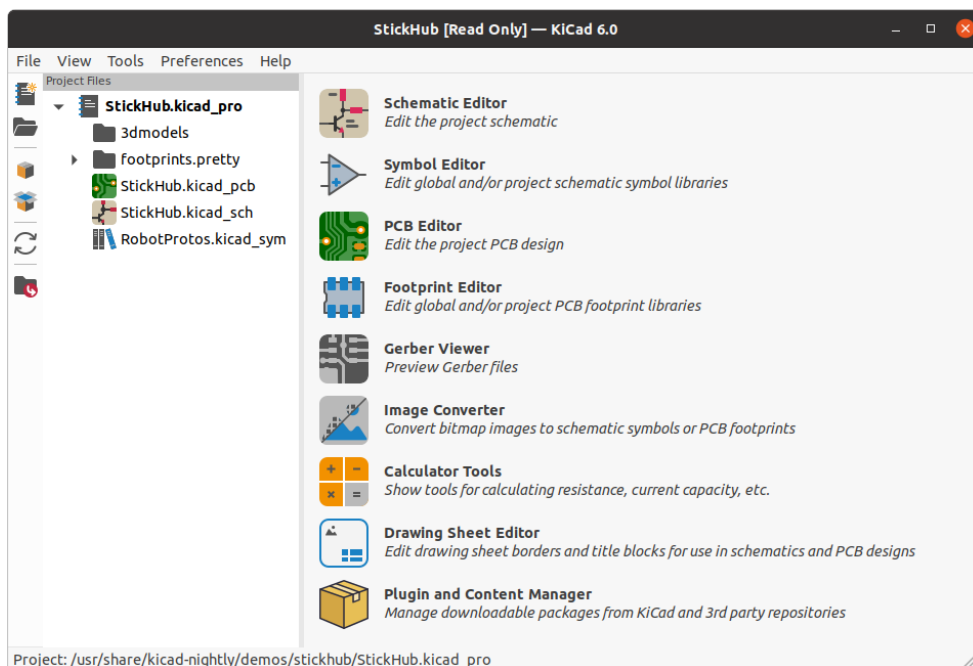 StickHub [Read Only] — KiCad 6.0
File View Tools Preferences Help
Project Files
StickHub.kicad_pro
3dmodels
footprints.pretty
StickHub.kicad_pcb
StickHub.kicad_sch
RobotProtos.kicad_sym
Schematic Editor
Edit the project schematic
Symbol Editor
Edit global and/or project schematic symbol libraries
PCB Editor
Edit the project PCB design
Footprint Editor
Edit global and/or project PCB footprint libraries
Gerber Viewer
Preview Gerber files
Image Converter
Convert bitmap images to schematic symbols or PCB footprints
Calculator Tools
Show tools for calculating resistance, current capacity, etc.
Drawing Sheet Editor
Edit drawing sheet borders and title blocks for use in schematics and PCB designs
Plugin and Content Manager
Manage downloadable packages from KiCad and 3rd party repositories
Project: /usr/share/kicad-nightly/demos/stickhub/StickHub.kicad_pro